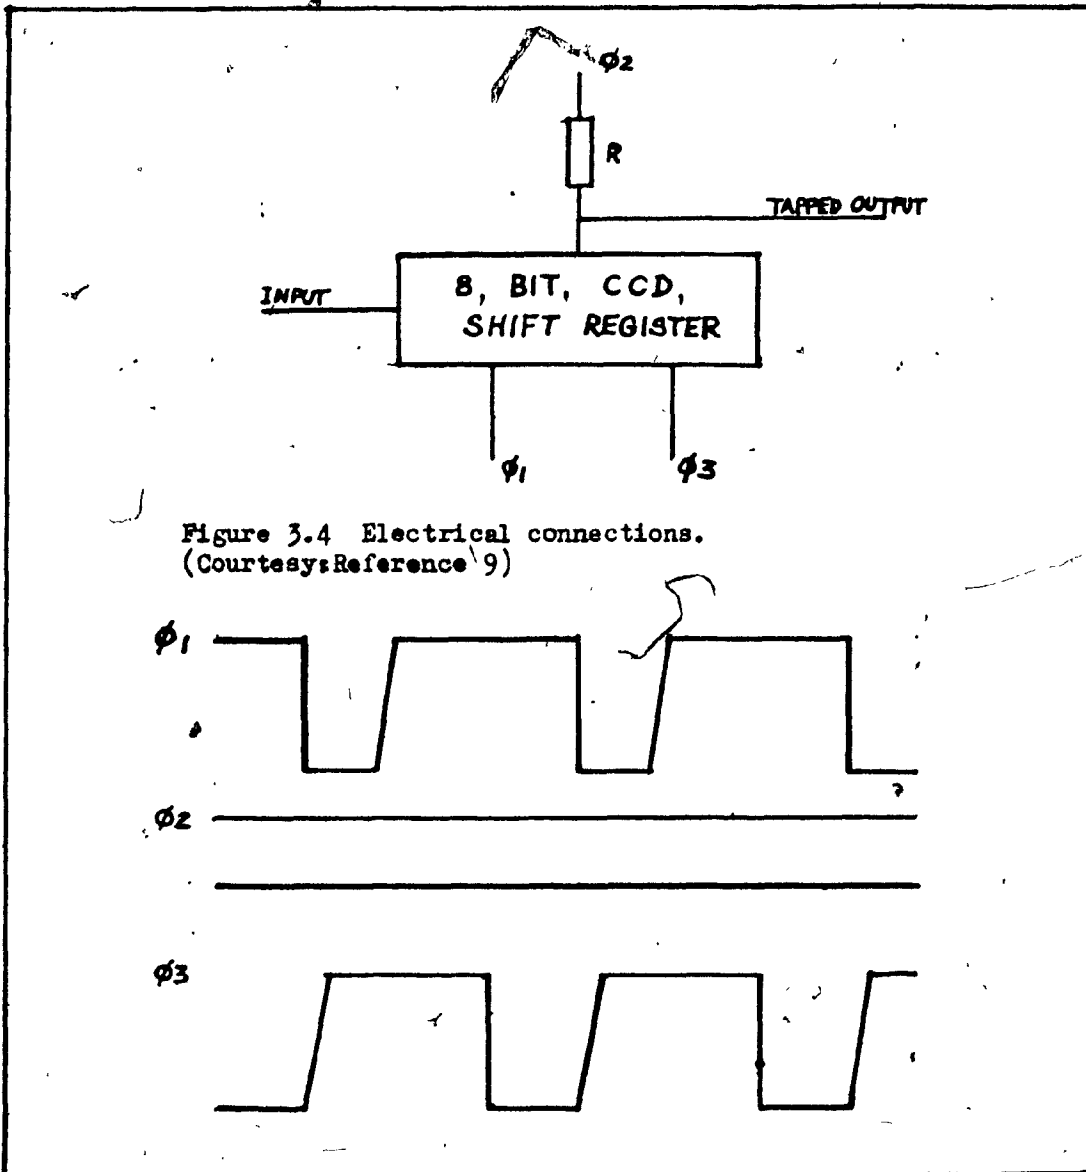 φ2
R
TAPPED OUTPUT
INPUT
8, BIT, CCD,
SHIFT REGISTER
φ1 φ3
Figure 3.4 Electrical connections.
(Courtesy:Reference 9)
φ1
φ2
φ3